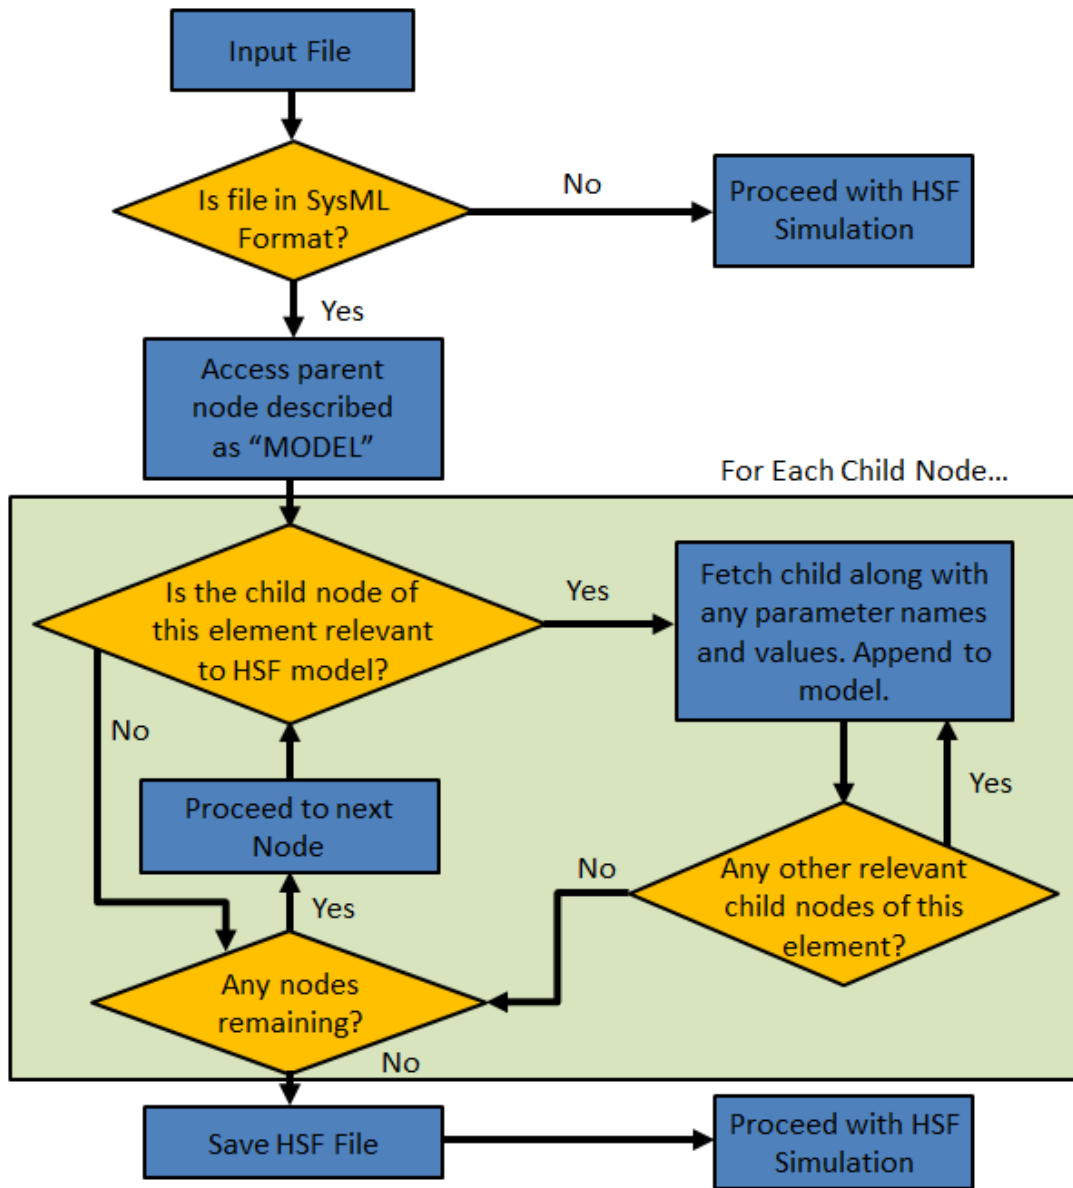 Input File
Is file in SysML
Format?
No
Proceed with HSF
Simulation
Yes
Access parent
node described
as “MODEL”
For Each Child Node...
Is the child node of
this element relevant
to HSF model?
Yes
Fetch child along with
any parameter names
and values. Append to
model.
No
Proceed to next
Node
Yes
Any other relevant
child nodes of this
element?
Yes
No
Any nodes
remaining?
No
Save HSF File
Proceed with HSF
Simulation